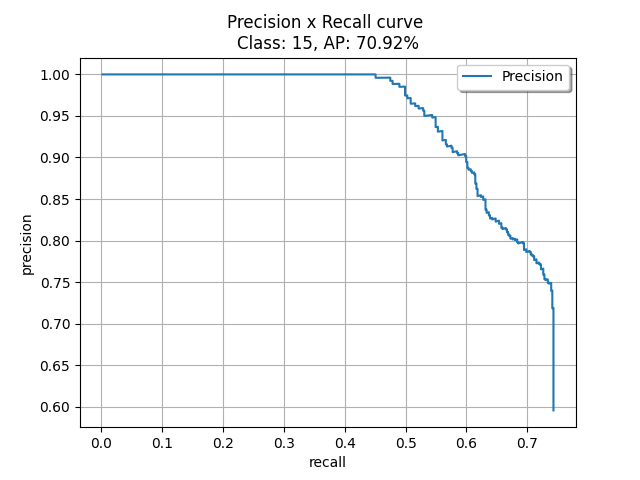 Precision x Recall curve
Class: 15, AP: 70.92%
Precision
precision
1.00
0.95
0.90
0.85
0.80
0.75
0.70
0.65
0.60
0.0 0.1 0.2 0.3 0.4 0.5 0.6 0.7
recall